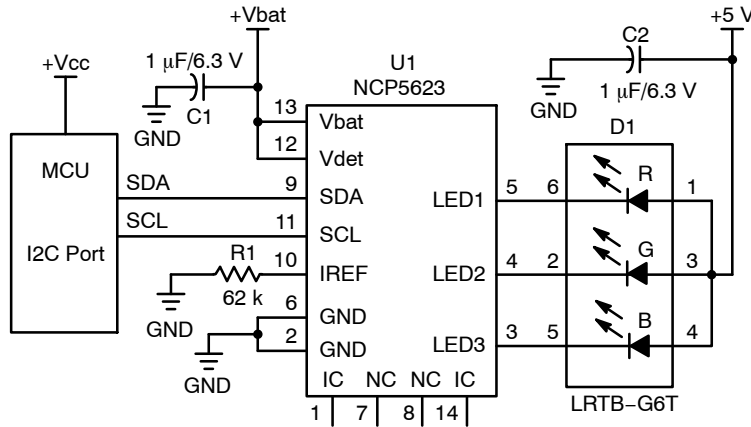 +Vbat
+5 V
C2
U1
+Vcc
1 μF/6.3 V
NCP5623
GND
1 μF/6.3 V
C1
GND
13
Vbat
D1
12
Vdet
MCU
SDA
9
SDA
LED1
5
6
R
1
SCL
11
SCL
I2C Port
R1
10
IREF
LED2
4
2
G
3
62 k
GND
6
GND
2
GND
LED3
3
5
B
4
GND
IC
NC
NC
IC
LRTB−G6T
1
7
8
14